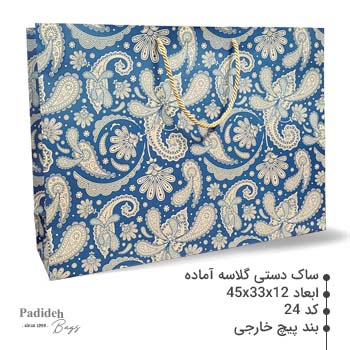 ساک دستی گلاسه آماده
ابعاد 45x33x12
کد 24
بند پیچ خارجی
Padideh
Bags